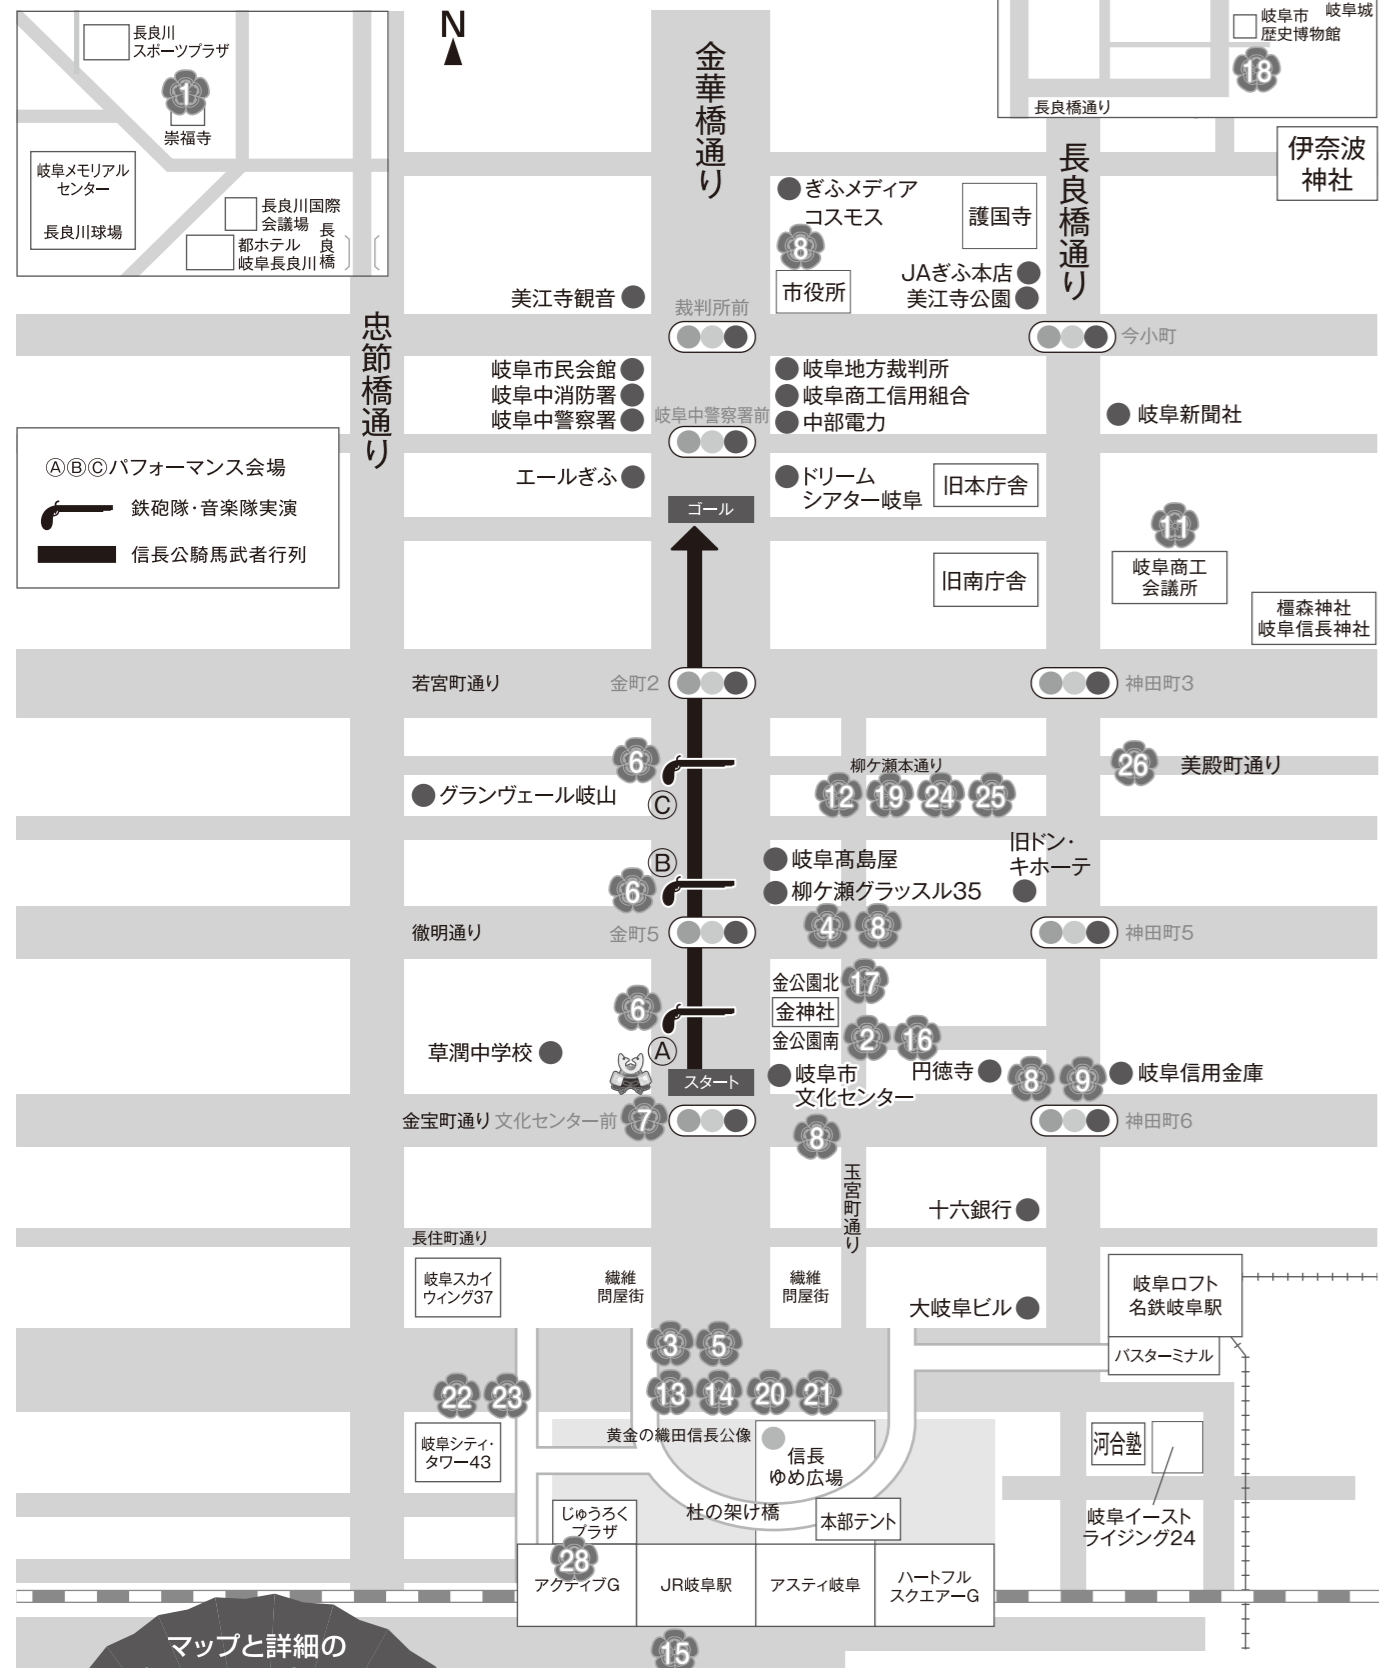 長良川
スポーツプラザ
1
崇福寺
岐阜メモリアル
センター
長良川球場
長良川国際
会議場
都ホテル
岐阜長良川
長良橋
N
金華橋通り
岐阜市
歴史博物館
岐阜城
18
長良橋通り
伊奈波
神社
長良橋通り
ぎふメディア
コスモス
8
市役所
護国寺
JAぎふ本店
美江寺公園
美江寺観音
裁判所前
今小町
忠節橋通り
岐阜市民会館
岐阜中消防署
岐阜中警察署
岐阜中警察署前
岐阜地方裁判所
岐阜商工信用組合
中部電力
岐阜新聞社
ⒶⒷⒸパフォーマンス会場
鉄砲隊・音楽隊実演
信長公騎馬武者行列
エールぎふ
ドリーム
シアター岐阜
旧本庁舎
ゴール
11
岐阜商工
会議所
旧南庁舎
橿森神社
岐阜信長神社
若宮町通り
金町2
神田町3
6
Ⓒ
柳ケ瀬本通り
12
19
24
25
26
美殿町通り
グランヴェール岐山
Ⓑ
6
岐阜髙島屋
柳ケ瀬グラッスル35
旧ドン・
キホーテ
徹明通り
金町5
4
8
神田町5
6
Ⓐ
金公園北
17
金神社
金公園南
2
16
草潤中学校
スタート
岐阜市
文化センター
円徳寺
8
9
岐阜信用金庫
金宝町通り
文化センター前
7
8
神田町6
玉宮町通り
十六銀行
長住町通り
岐阜スカイ
ウィング37
繊維
問屋街
繊維
問屋街
大岐阜ビル
岐阜ロフト
名鉄岐阜駅
バスターミナル
3
5
22
23
13
14
20
21
岐阜シティ・
タワー43
黄金の織田信長公像
信長
ゆめ広場
河合塾
岐阜イースト
ライジング24
じゅうろく
プラザ
杜の架け橋
本部テント
28
アクティブG
JR岐阜駅
アスティ岐阜
ハートフル
スクエアーG
15
マップと詳細の